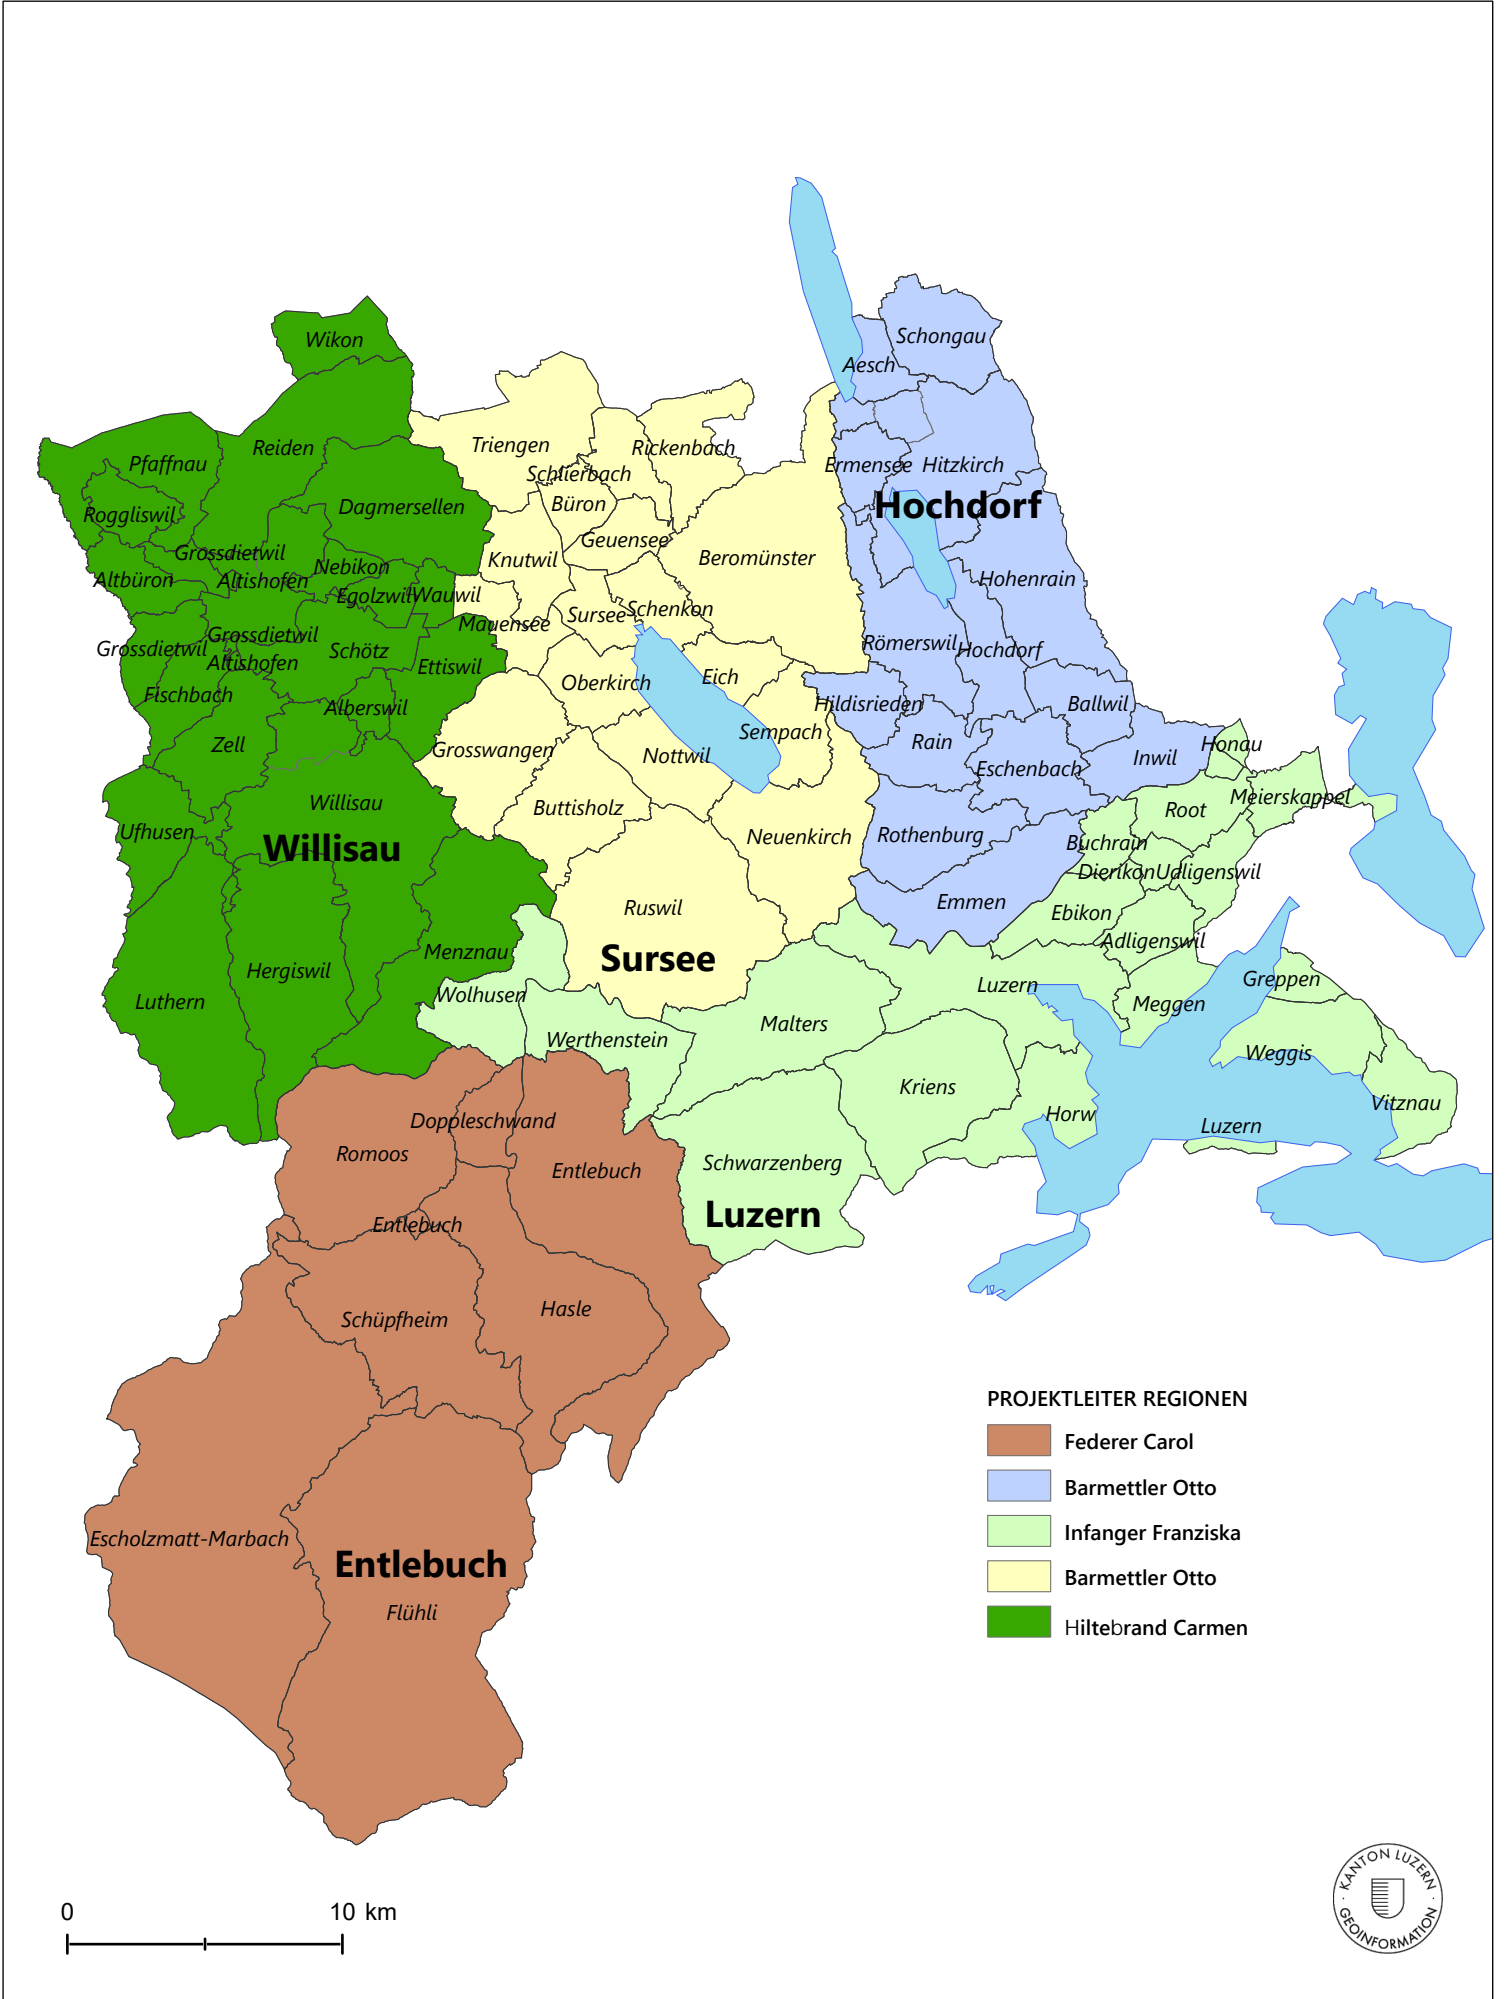 Wikon
Schongau
Aesch
Triengen
Rickenbach
Reiden
Pfaffnau
Schlierbach
Ermensee
Hitzkirch
Roggliswil
Dagmersellen
Büron
Hochdorf
Geuensee
Grossdietwil
Knutwil
Beromünster
Altbüron
Altishofen
Nebikon
Hohenrain
Egolzwil
Wauwil
Mauensee
Sursee
Schenkon
Grossdietwil
Grossdietwil
Schötz
Römerswil
Hochdorf
Altishofen
Ettiswil
Oberkirch
Eich
Fischbach
Alberswil
Hildisrieden
Ballwil
Zell
Grosswangen
Nottwil
Sempach
Rain
Honau
Eschenbach
Inwil
Willisau
Buttisholz
Meierskappel
Root
Ufhusen
Willisau
Neuenkirch
Rothenburg
Buchrain
Dierikon
Udligenswil
Ruswil
Emmen
Ebikon
Menznau
Sursee
Adligenswil
Hergiswil
Wolhusen
Luzern
Greppen
Luthern
Malters
Meggen
Werthenstein
Weggis
Kriens
Vitznau
Doppleschwand
Horw
Luzern
Romoos
Entlebuch
Schwarzenberg
Luzern
Entlebuch
Schüpfheim
Hasle
PROJEKTLEITER REGIONEN
Federer Carol
Barmettler Otto
Infanger Franziska
Barmettler Otto
Hiltebrand Carmen
Escholzmatt-Marbach
Entlebuch
Flühli
0 10 km
KANTON LUZERN
GEOINFORMATION